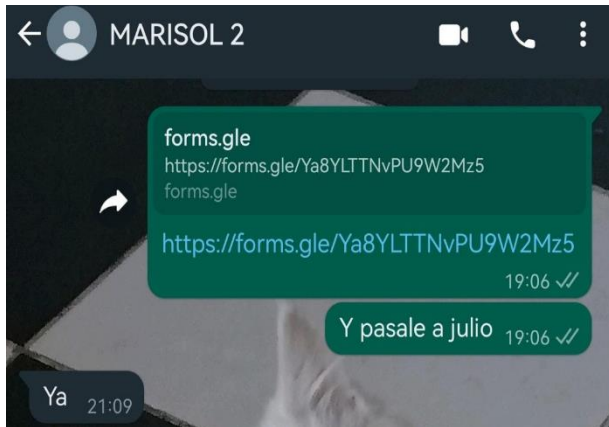 MARISOL 2
forms.gle
https://forms.gle/Ya8YLTTNvPU9W2Mz5
forms.gle
https://forms.gle/Ya8YLTTNvPU9W2Mz5
19:06
Y pasale a julio 19:06
Ya 21:09